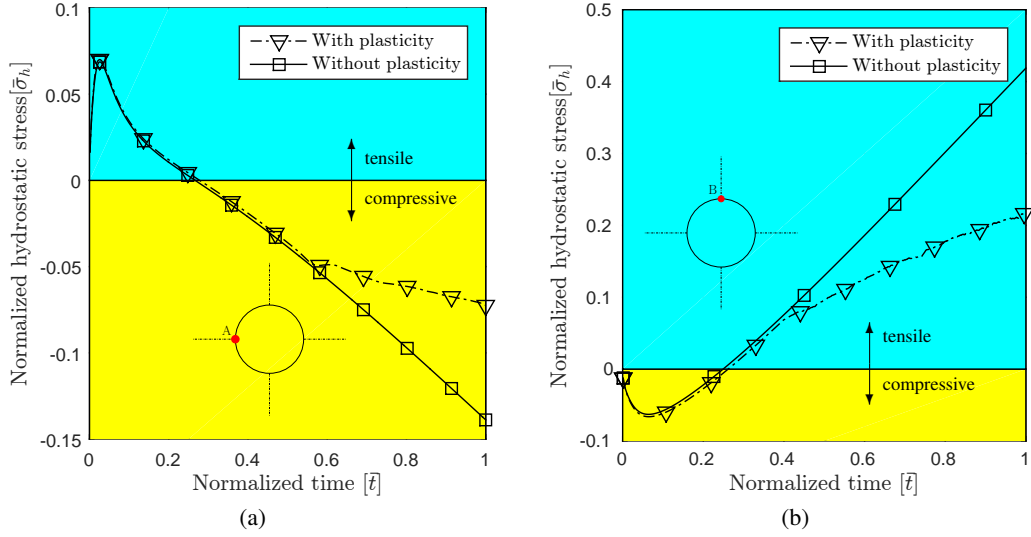 0.1
0.05
0
-0.05
-0.1
-0.15
0
0.2
0.4
0.6
0.8
1
Normalized hydrostatic stress[σ̄_h]
Normalized time [t̄]
With plasticity
Without plasticity
tensile
compressive
A
(a)
0.5
0.4
0.3
0.2
0.1
0
-0.1
0
0.2
0.4
0.6
0.8
1
Normalized hydrostatic stress[σ̄_h]
Normalized time [t̄]
With plasticity
Without plasticity
B
tensile
compressive
(b)